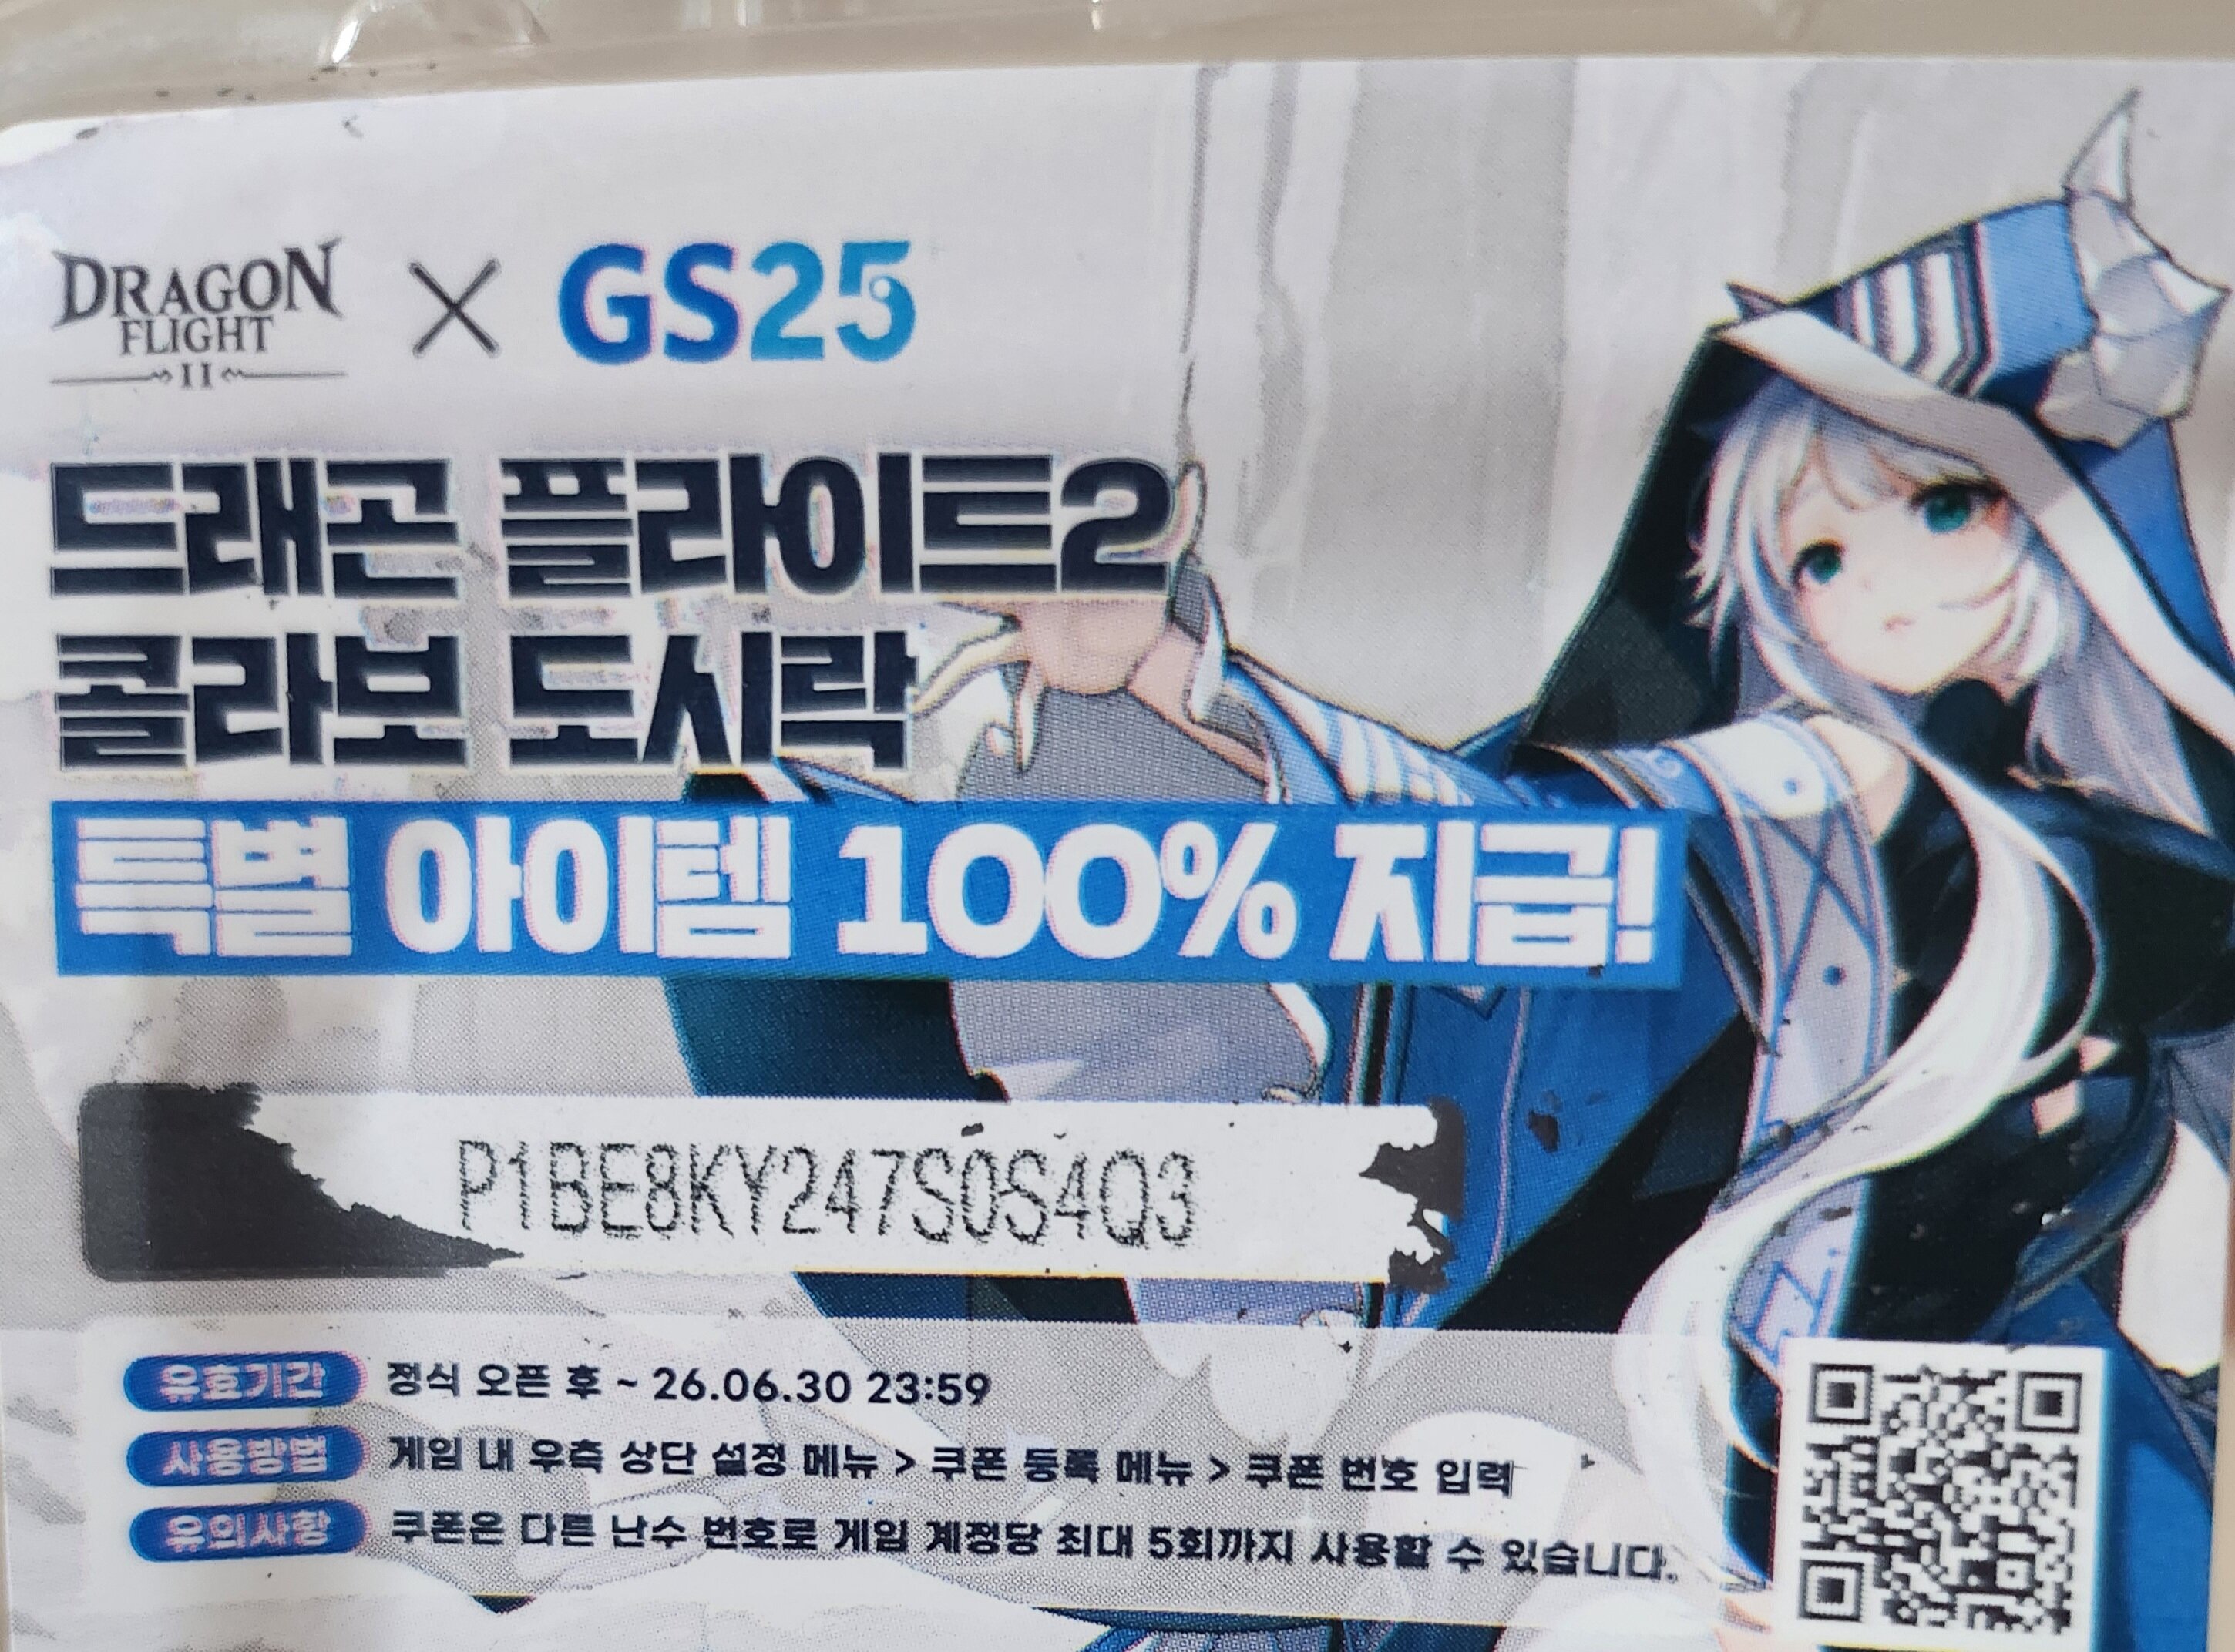 DRAGON
FLIGHT
II
× GS25
드래곤 플라이트2
콜라보 도시락
특별 아이템 100% 지급!
P1BE8KY247S0S4Q3
유효기간 정식 오픈 후 ~ 26.06.30 23:59
사용방법 게임 내 우측 상단 설정 메뉴 > 쿠폰 등록 메뉴 > 쿠폰 번호 입력
유의사항 쿠폰은 다른 난수 번호로 게임 계정당 최대 5회까지 사용할 수 있습니다.